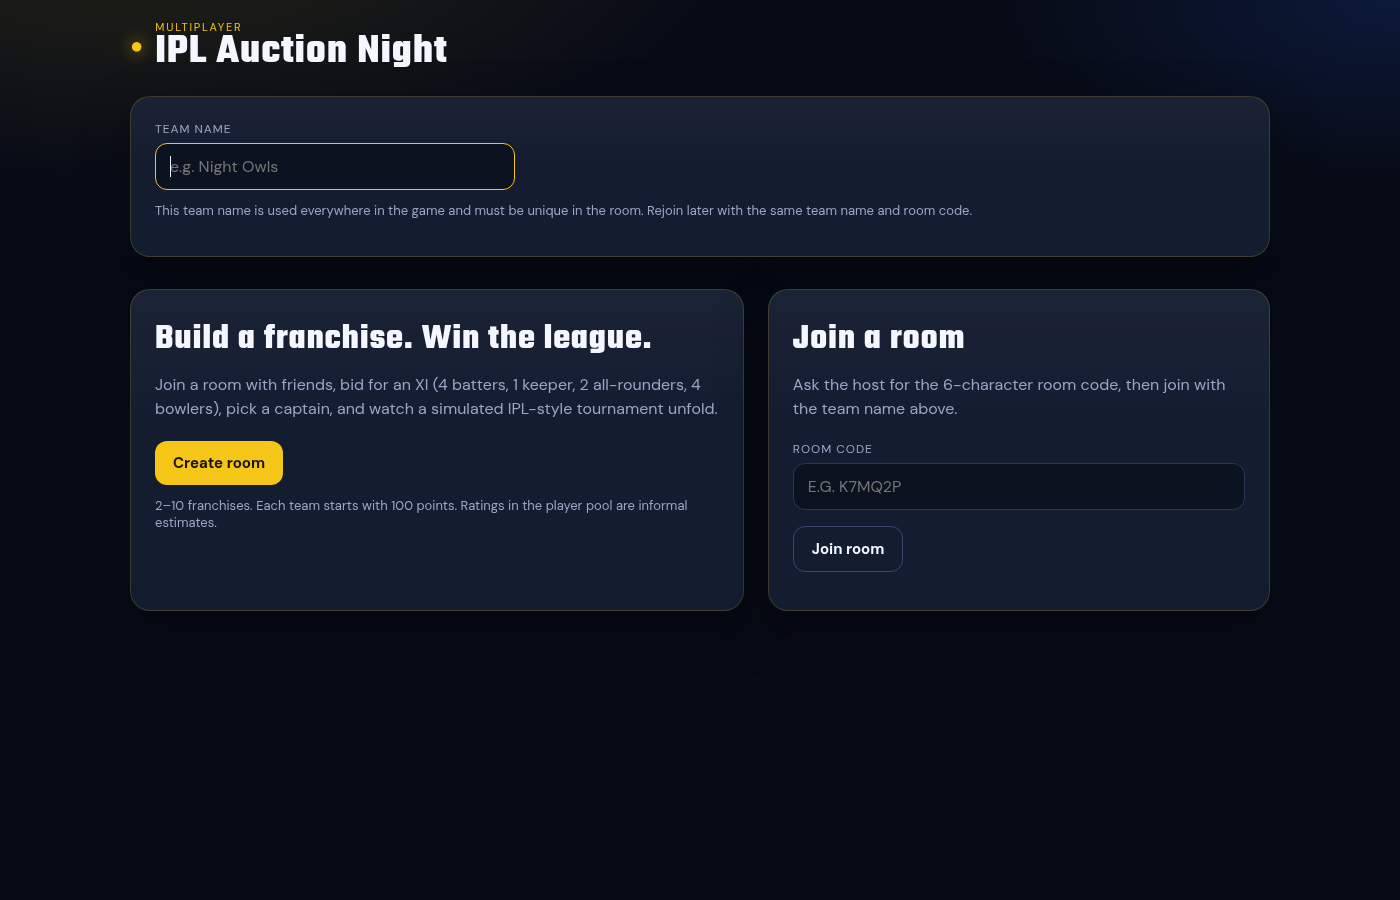 MULTIPLAYER
IPL Auction Night
TEAM NAME
e.g. Night Owls
This team name is used everywhere in the game and must be unique in the room. Rejoin later with the same team name and room code.
Build a franchise. Win the league.
Join a room with friends, bid for an XI (4 batters, 1 keeper, 2 all-rounders, 4
bowlers), pick a captain, and watch a simulated IPL-style tournament unfold.
Create room
2–10 franchises. Each team starts with 100 points. Ratings in the player pool are informal
estimates.
Join a room
Ask the host for the 6-character room code, then join with
the team name above.
ROOM CODE
E.G. K7MQ2P
Join room